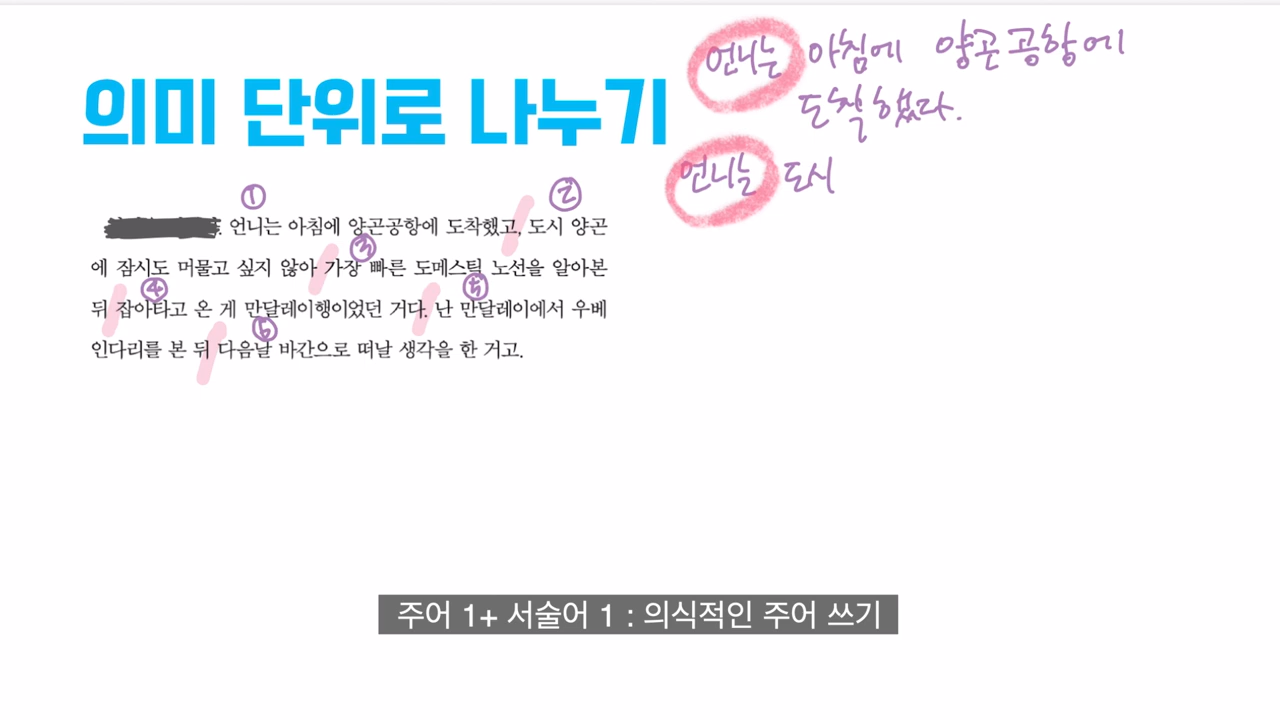 의미 단위로 나누기
언니는 아침에 양곤공항에
도착했다.
언니는 도시
① ②
언니는 아침에 양곤공항에 도착했고, 도시 양곤
③
에 잠시도 머물고 싶지 않아 가장 빠른 도메스틱 노선을 알아본
④ ⑤
뒤 잡아타고 온 게 만달레이행이었던 거다. 난 만달레이에서 우베
⑥
인다리를 본 뒤 다음날 바간으로 떠날 생각을 한 거고.
주어 1+ 서술어 1 : 의식적인 주어 쓰기